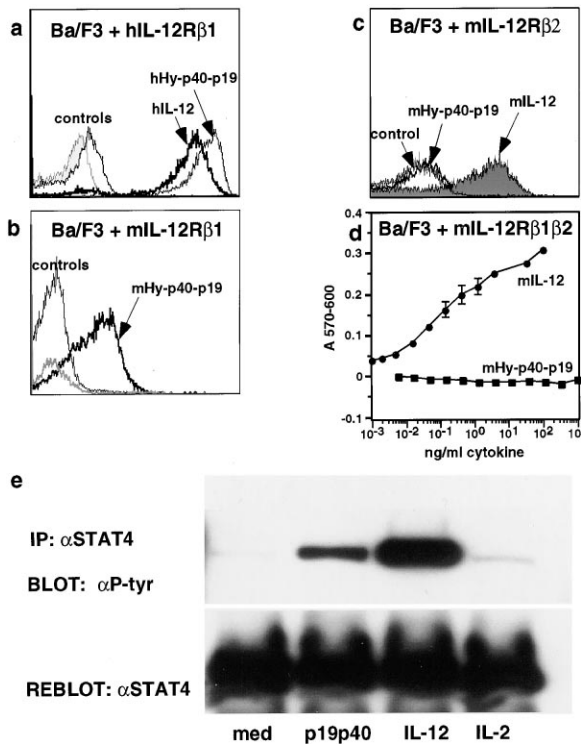 a
Ba/F3 + hIL-12Rβ1
hHy-p40-p19
controls
hIL-12
b
Ba/F3 + mIL-12Rβ1
controls
mHy-p40-p19
c
Ba/F3 + mIL-12Rβ2
mHy-p40-p19
mIL-12
control
d
Ba/F3 + mIL-12Rβ1β2
0.4
0.3
0.2
0.1
0
-0.1
A 570-600
mIL-12
mHy-p40-p19
10-3 10-2 10-1 100 101 102
ng/ml cytokine
e
IP: αSTAT4
BLOT: αP-tyr
REBLOT: αSTAT4
med p19p40 IL-12 IL-2